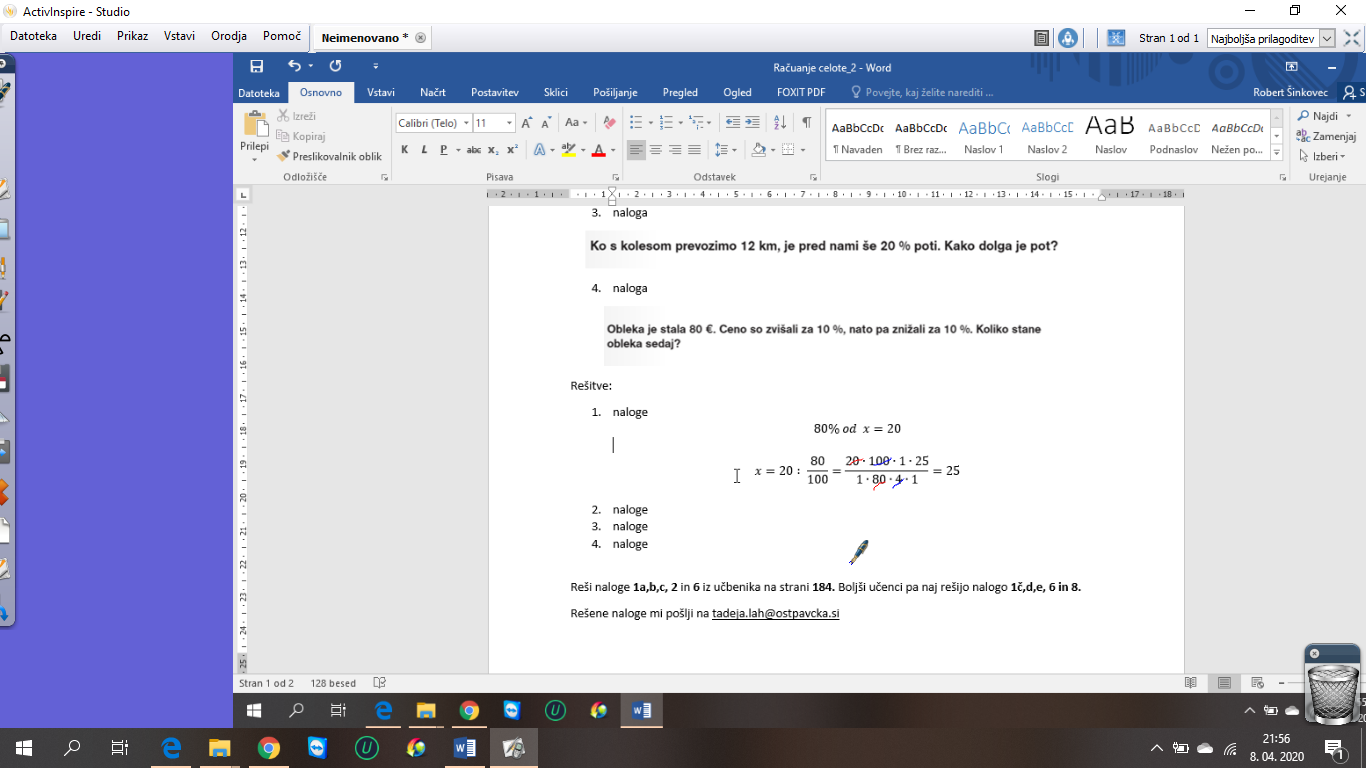 ActivInspire - Studio
Datoteka Uredi Prikaz Vstavi Orodja Pomoč Neimenovano * Stran 1 od 1 Najboljša prilagoditev
Računanje celote_2 - Word
Datoteka Osnovno Vstavi Načrt Postavitev Sklici Pošiljanje Pregled Ogled FOXIT PDF Povejte, kaj želite narediti ... Robert Šinkovec
Prilepi Izreži Kopiraj Preslikovalnik oblik
Calibri (Telo) 11
AaBbCcDc AaBbCcDc AaBbCc AaBbCcD AaB AaBbCcD AaBbCcDc
¶ Navaden ¶ Brez raz... Naslov 1 Naslov 2 Naslov Podnaslov Nežen po...
Najdi Zamenjaj Izberi
Odložišče Pisava Odstavek Slogi Urejanje
3. naloga
Ko s kolesom prevozimo 12 km, je pred nami še 20 % poti. Kako dolga je pot?
4. naloga
Obleka je stala 80 €. Ceno so zvišali za 10 %, nato pa znižali za 10 %. Koliko stane
obleka sedaj?
Rešitve:
1. naloge
80% od x = 20
x = 20 : 80/100 = 20 · 100 · 1 · 25 / 1 · 80 · 4 · 1 = 25
2. naloge
3. naloge
4. naloge
Reši naloge 1a,b,c, 2 in 6 iz učbenika na strani 184. Boljši učenci pa naj rešijo nalogo 1č,d,e, 6 in 8.
Rešene naloge mi pošlji na tadeja.lah@ostpavcka.si
Stran 1 od 2 128 besed
21:56
8. 04. 2020